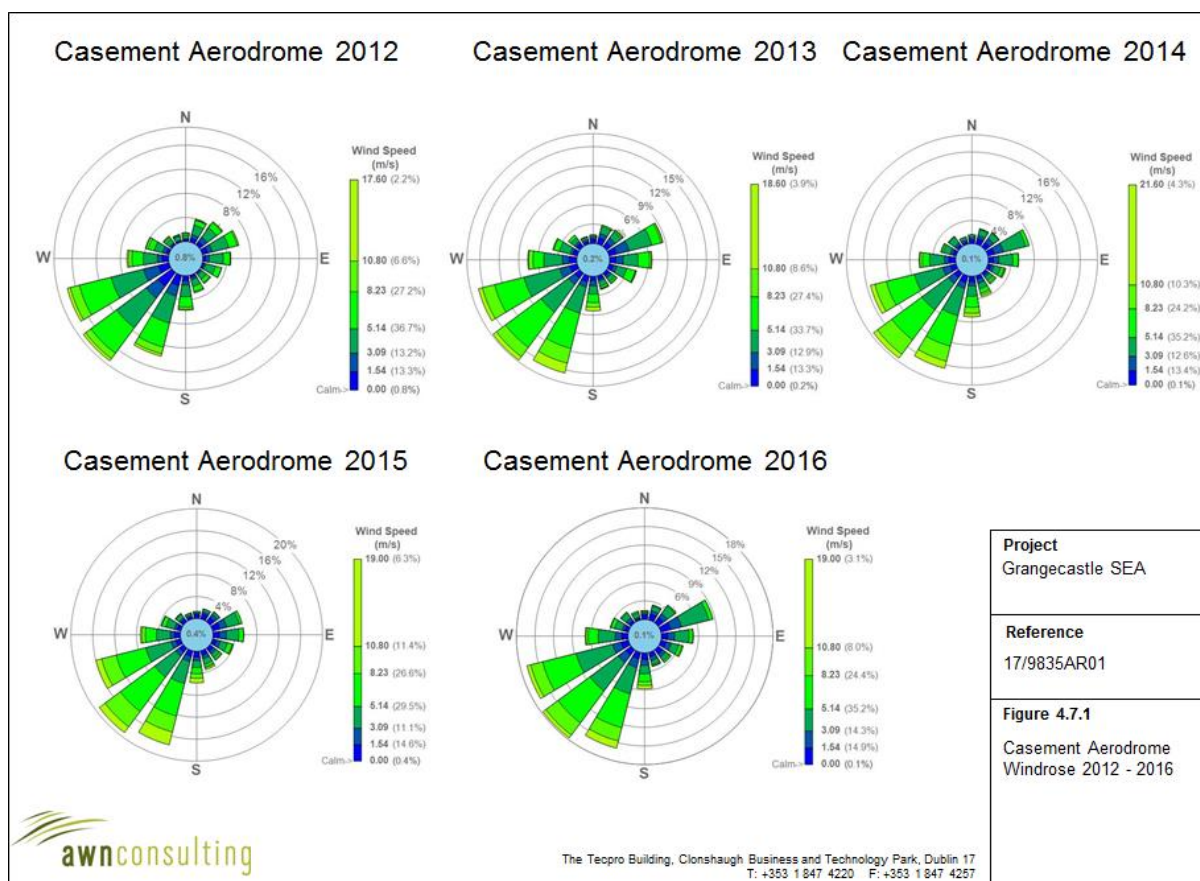 Casement Aerodrome 2012
N
16%
12%
8%
W
0.8%
E
S
Wind Speed
(m/s)
17.60 (2.2%)
10.80 (6.6%)
8.23 (27.2%)
5.14 (36.7%)
3.09 (13.2%)
1.54 (13.3%)
Calm-> 0.00 (0.8%)
Casement Aerodrome 2013
N
15%
12%
9%
6%
W
0.2%
E
S
Wind Speed
(m/s)
18.60 (3.9%)
10.80 (8.6%)
8.23 (27.4%)
5.14 (33.7%)
3.09 (12.9%)
1.54 (13.3%)
Calm-> 0.00 (0.2%)
Casement Aerodrome 2014
N
16%
12%
8%
4%
W
0.1%
E
S
Wind Speed
(m/s)
21.60 (4.3%)
10.80 (10.3%)
8.23 (24.2%)
5.14 (35.2%)
3.09 (12.6%)
1.54 (13.4%)
Calm-> 0.00 (0.1%)
Casement Aerodrome 2015
N
20%
16%
12%
8%
4%
W
0.4%
E
S
Wind Speed
(m/s)
19.00 (6.3%)
10.80 (11.4%)
8.23 (26.6%)
5.14 (29.5%)
3.09 (11.1%)
1.54 (14.6%)
Calm-> 0.00 (0.4%)
Casement Aerodrome 2016
N
18%
15%
12%
9%
6%
W
0.1%
E
S
Wind Speed
(m/s)
19.00 (3.1%)
10.80 (8.0%)
8.23 (24.4%)
5.14 (35.2%)
3.09 (14.3%)
1.54 (14.9%)
Calm-> 0.00 (0.1%)
Project
Grangecastle SEA
Reference
17/9835AR01
Figure 4.7.1
Casement Aerodrome
Windrose 2012 - 2016
awnconsulting
The Tecpro Building, Clonshaugh Business and Technology Park, Dublin 17
T: +353 1 847 4220 F: +353 1 847 4257